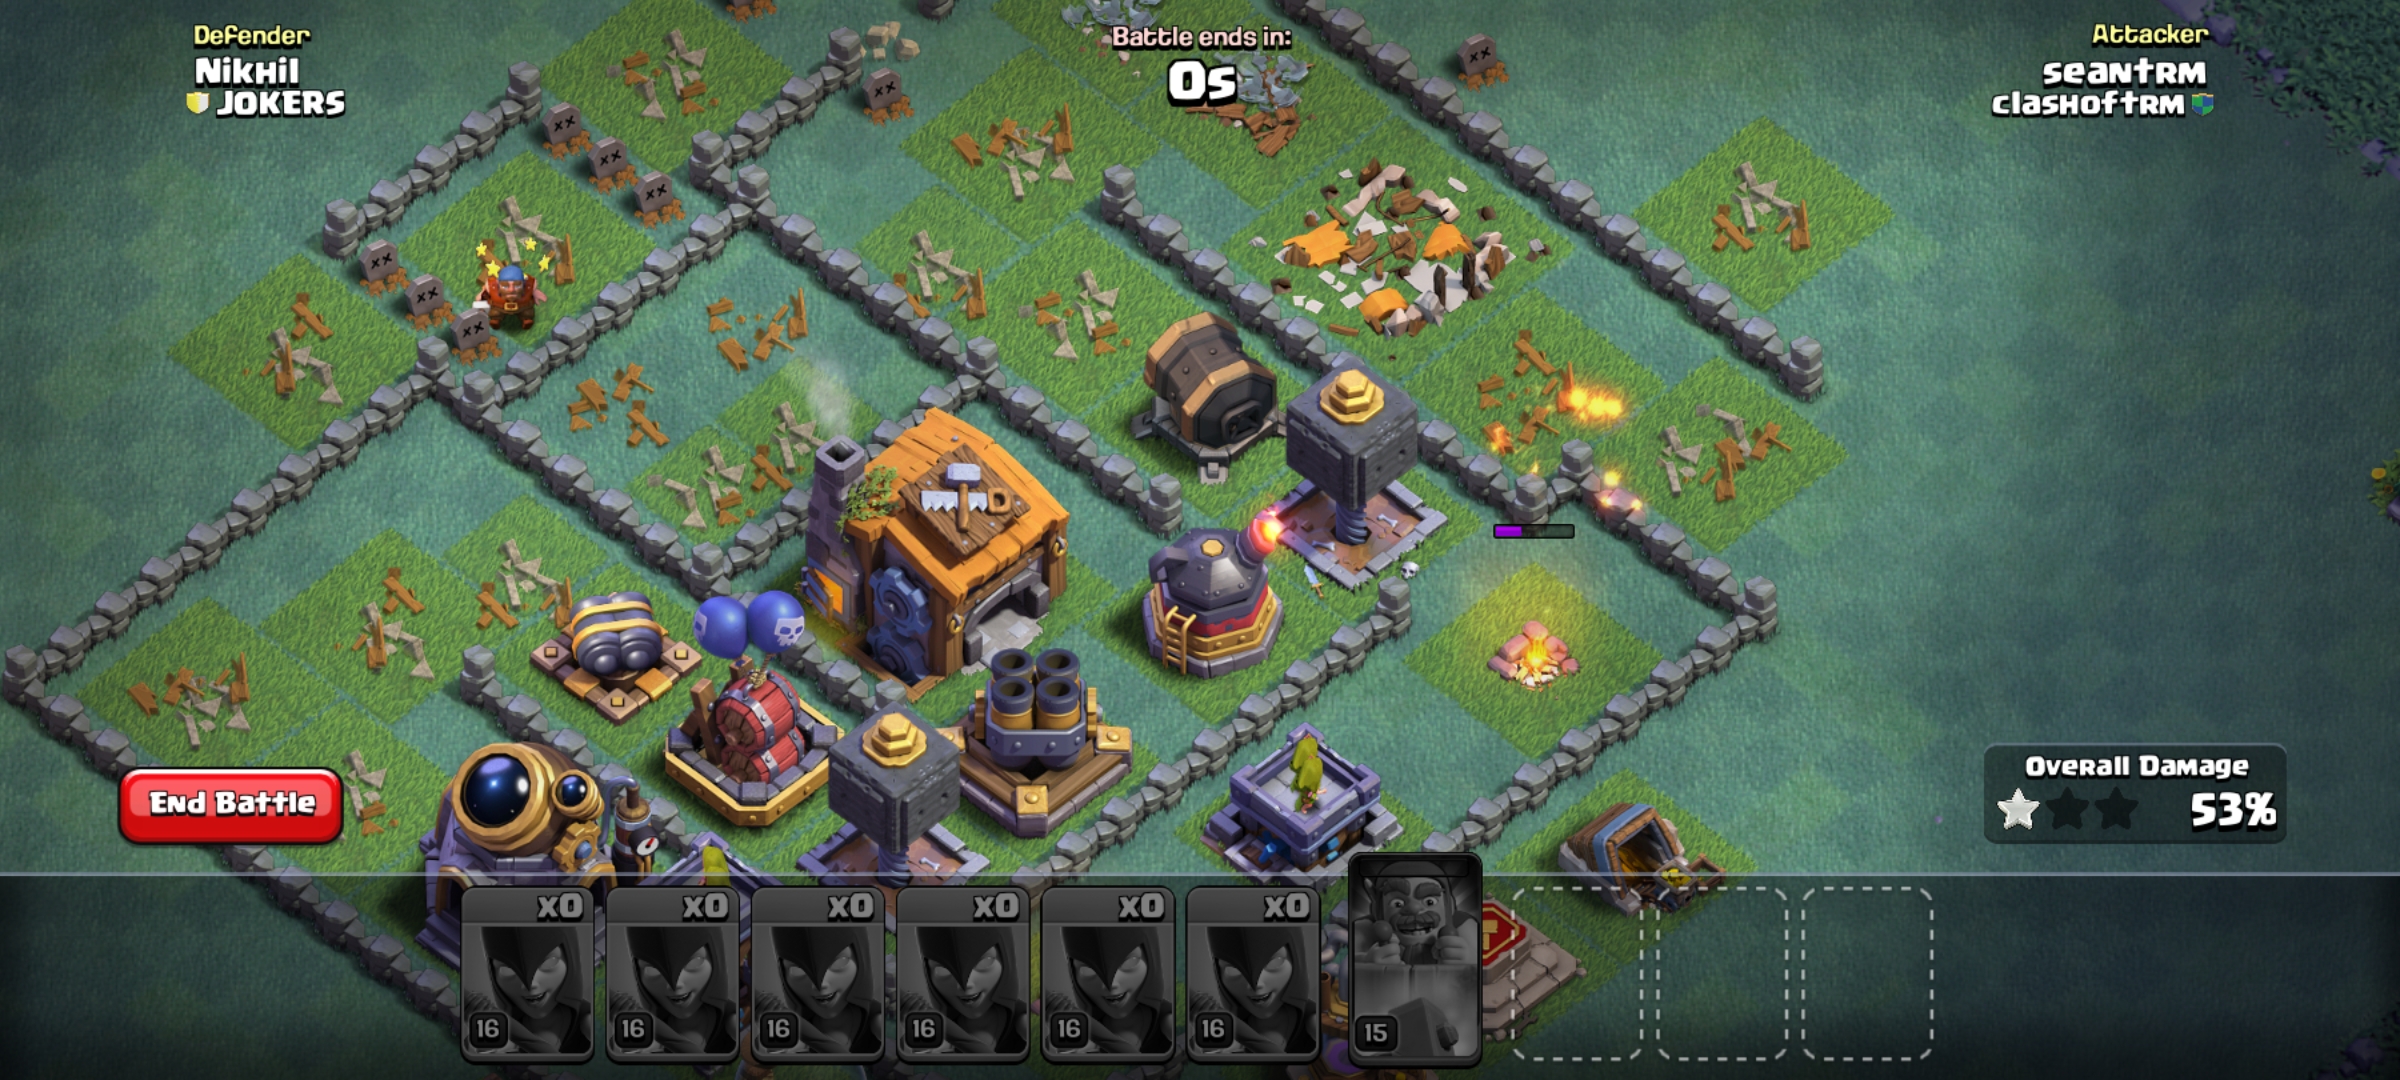 Defender
Nikhil
JOKERS
Battle ends in:
0s
Attacker
seantRM
clashoftRM
End Battle
Overall Damage
53%
x0
x0
x0
x0
x0
x0
16
16
16
16
16
16
15